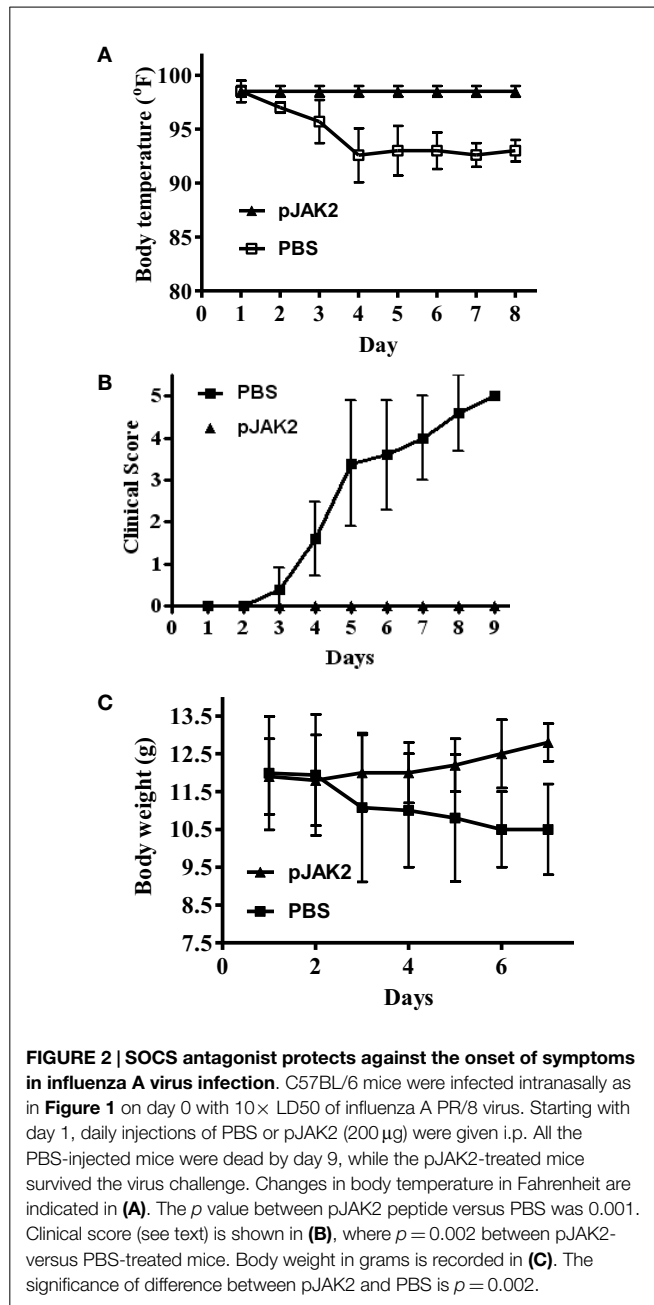 A
Body temperature (°F)
100
95
90
85
80
pJAK2
PBS
0 1 2 3 4 5 6 7 8
Day
B
Clinical Score
5
4
3
2
1
0
PBS
pJAK2
0 1 2 3 4 5 6 7 8 9
Days
C
Body weight (g)
13.5
12.5
11.5
10.5
9.5
8.5
7.5
pJAK2
PBS
0 2 4 6
Days
FIGURE 2 | SOCS antagonist protects against the onset of symptoms
in influenza A virus infection. C57BL/6 mice were infected intranasally as
in Figure 1 on day 0 with 10× LD50 of influenza A PR/8 virus. Starting with
day 1, daily injections of PBS or pJAK2 (200 μg) were given i.p. All the
PBS-injected mice were dead by day 9, while the pJAK2-treated mice
survived the virus challenge. Changes in body temperature in Fahrenheit are
indicated in (A). The p value between pJAK2 peptide versus PBS was 0.001.
Clinical score (see text) is shown in (B), where p = 0.002 between pJAK2-
versus PBS-treated mice. Body weight in grams is recorded in (C). The
significance of difference between pJAK2 and PBS is p = 0.002.